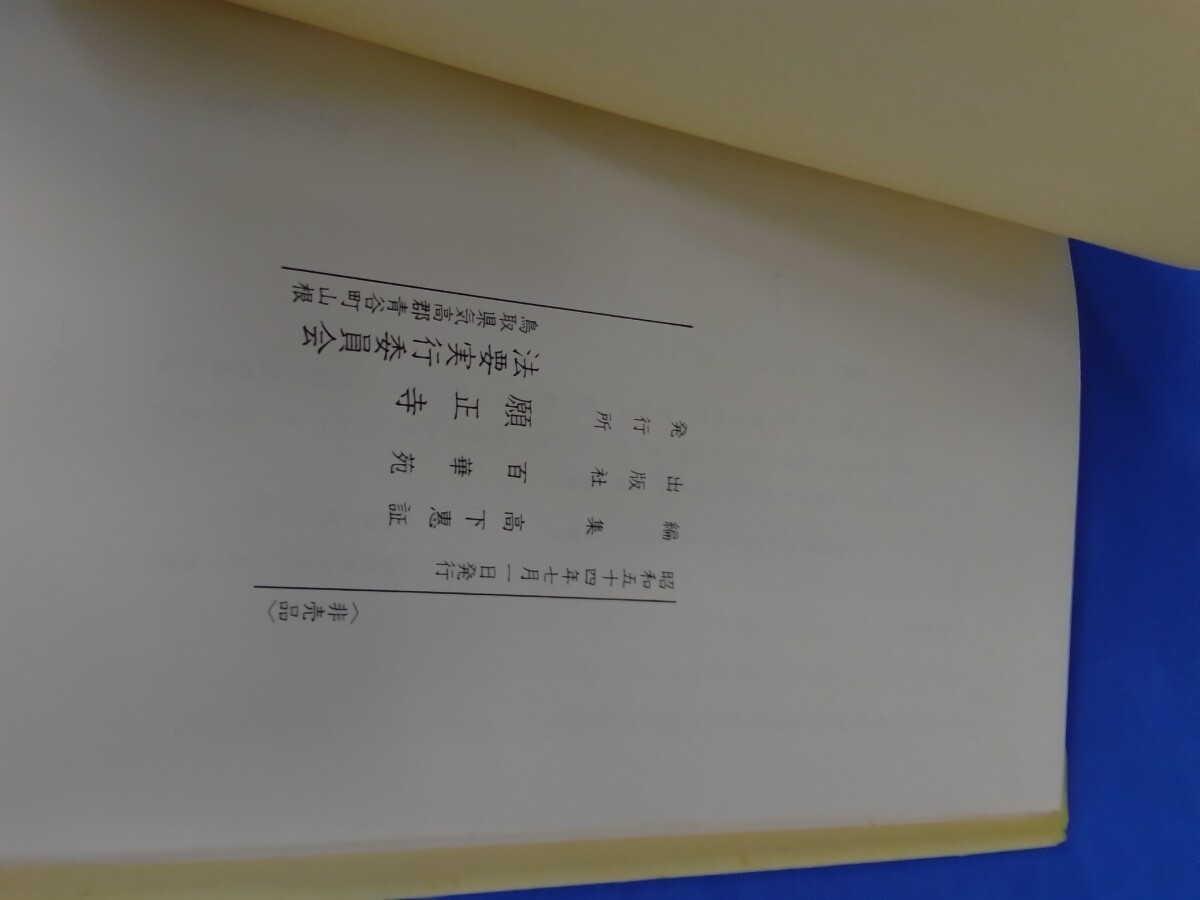 〈非売品〉
昭和五十四年七月一日発行
編集 高下恵証
出版社 百華苑
発行所 願正寺
法要実行委員会
鳥取県気高郡青谷町山根